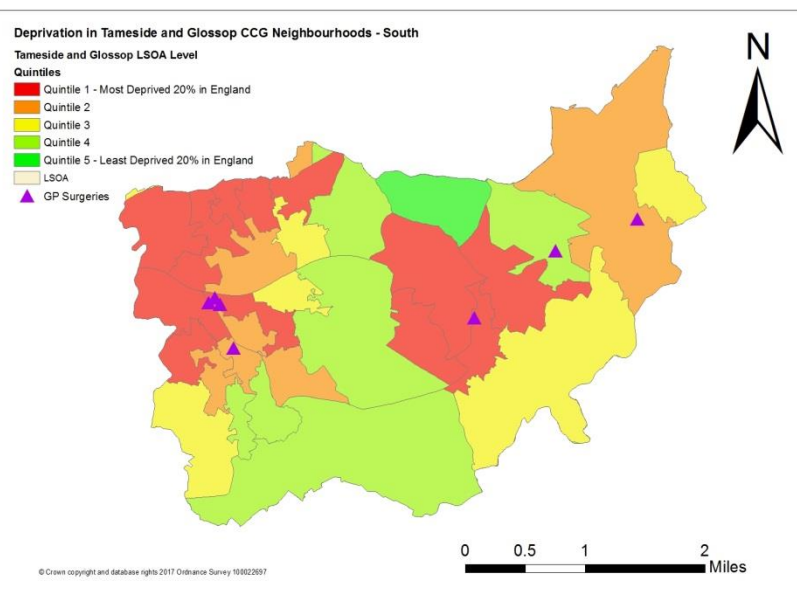 Deprivation in Tameside and Glossop CCG Neighbourhoods - South
Tameside and Glossop LSOA Level
Quintiles
Quintile 1 - Most Deprived 20% in England
Quintile 2
Quintile 3
Quintile 4
Quintile 5 - Least Deprived 20% in England
LSOA
GP Surgeries
N
0 0.5 1 2
Miles
© Crown copyright and database rights 2017 Ordnance Survey 100022697